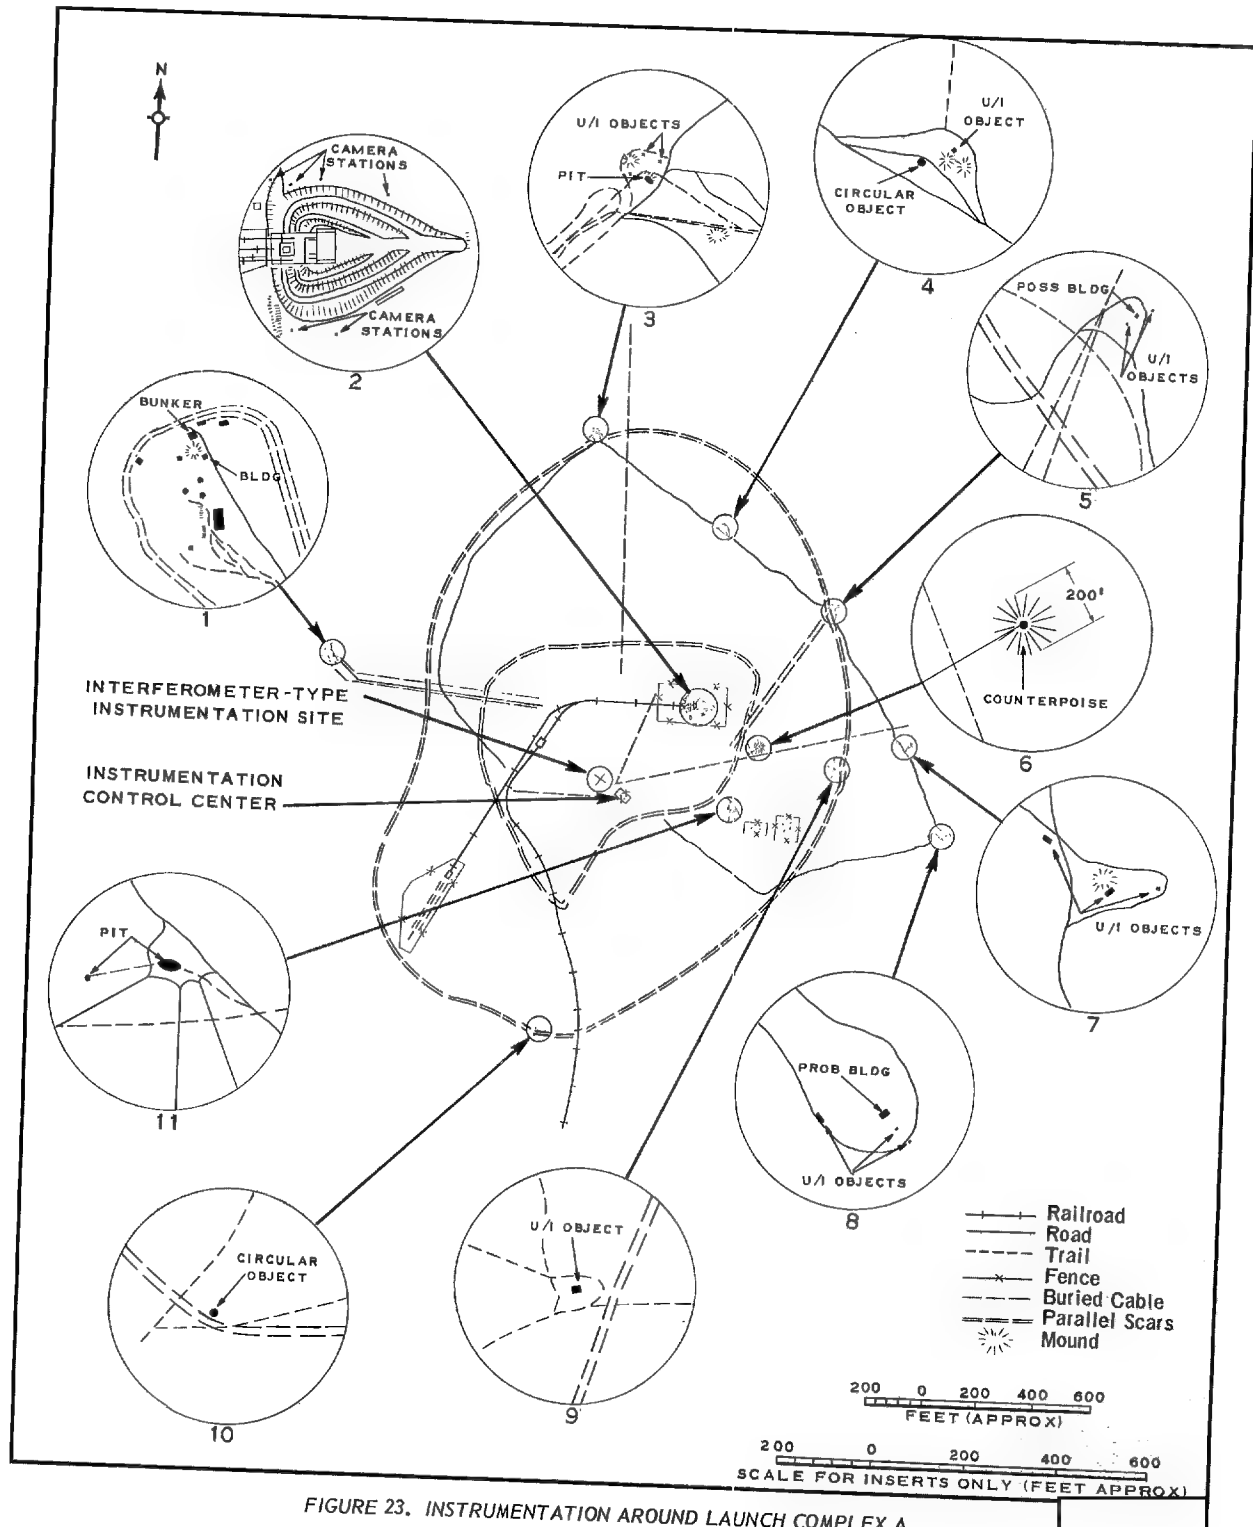 N
CAMERA
STATIONS
CAMERA
STATIONS
2
U/I OBJECTS
PIT
3
U/I
OBJECT
CIRCULAR
OBJECT
4
POSS BLDG
U/I
OBJECTS
5
BUNKER
BLDG
1
200'
COUNTERPOISE
6
INTERFEROMETER-TYPE
INSTRUMENTATION SITE
INSTRUMENTATION
CONTROL CENTER
U/I OBJECTS
7
PIT
11
PROB BLDG
U/I OBJECTS
8
CIRCULAR
OBJECT
10
U/I OBJECT
9
Railroad
Road
Trail
Fence
Buried Cable
Parallel Scars
Mound
200 0 200 400 600
FEET (APPROX)
200 0 200 400 600
SCALE FOR INSERTS ONLY (FEET APPROX)
FIGURE 23. INSTRUMENTATION AROUND LAUNCH COMPLEX A